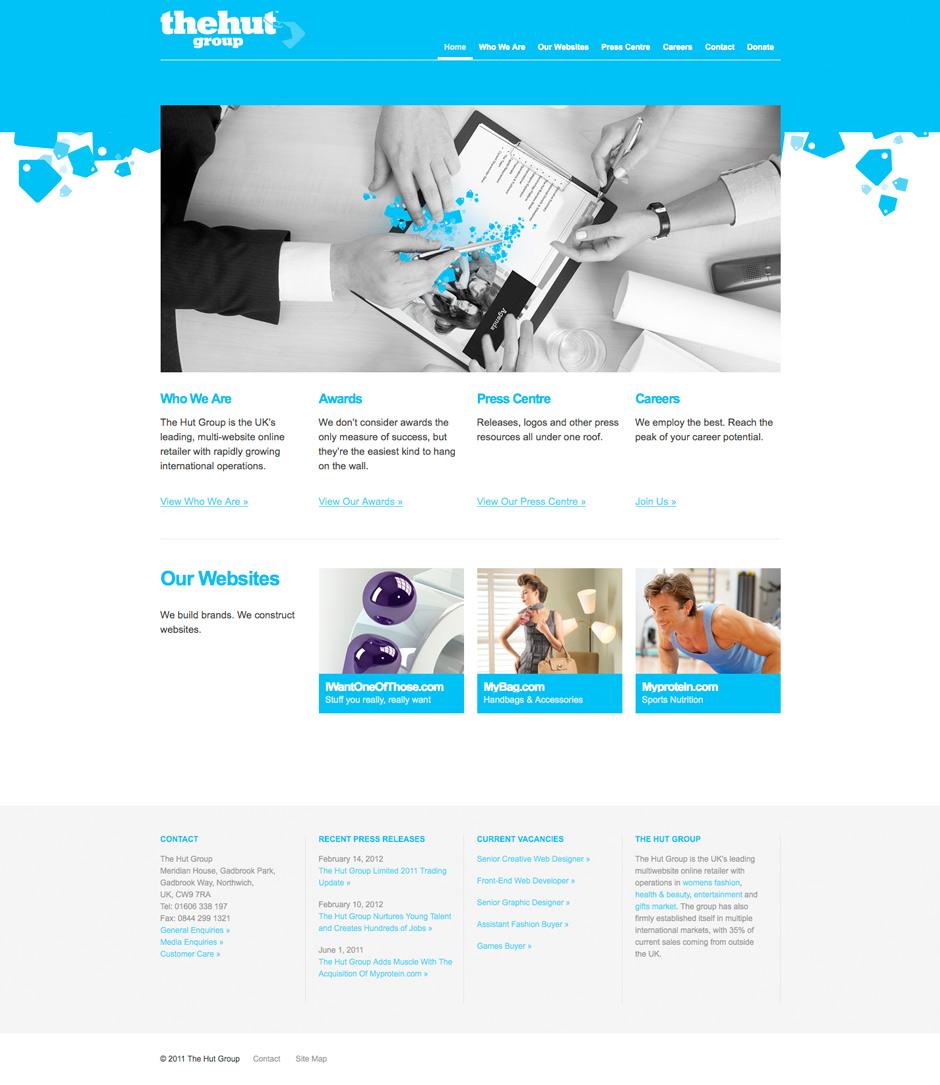 thehut™
group
Home Who We Are Our Websites Press Centre Careers Contact Donate
Agenda
Who We Are
The Hut Group is the UK's
leading, multi-website online
retailer with rapidly growing
international operations.
View Who We Are »
Awards
We don't consider awards the
only measure of success, but
they're the easiest kind to hang
on the wall.
View Our Awards »
Press Centre
Releases, logos and other press
resources all under one roof.
View Our Press Centre »
Careers
We employ the best. Reach the
peak of your career potential.
Join Us »
Our Websites
We build brands. We construct
websites.
IWantOneOfThose.com
Stuff you really, really want
MyBag.com
Handbags & Accessories
Myprotein.com
Sports Nutrition
CONTACT
The Hut Group
Meridian House, Gadbrook Park,
Gadbrook Way, Northwich,
UK, CW9 7RA
Tel: 01606 338 197
Fax: 0844 299 1321
General Enquiries »
Media Enquiries »
Customer Care »
RECENT PRESS RELEASES
February 14, 2012
The Hut Group Limited 2011 Trading
Update »
February 10, 2012
The Hut Group Nurtures Young Talent
and Creates Hundreds of Jobs »
June 1, 2011
The Hut Group Adds Muscle With The
Acquisition Of Myprotein.com »
CURRENT VACANCIES
Senior Creative Web Designer »
Front-End Web Developer »
Senior Graphic Designer »
Assistant Fashion Buyer »
Games Buyer »
THE HUT GROUP
The Hut Group is the UK's leading
multiwebsite online retailer with
operations in womens fashion,
health & beauty, entertainment and
gifts market. The group has also
firmly established itself in multiple
international markets, with 35% of
current sales coming from outside
the UK.
© 2011 The Hut Group Contact Site Map